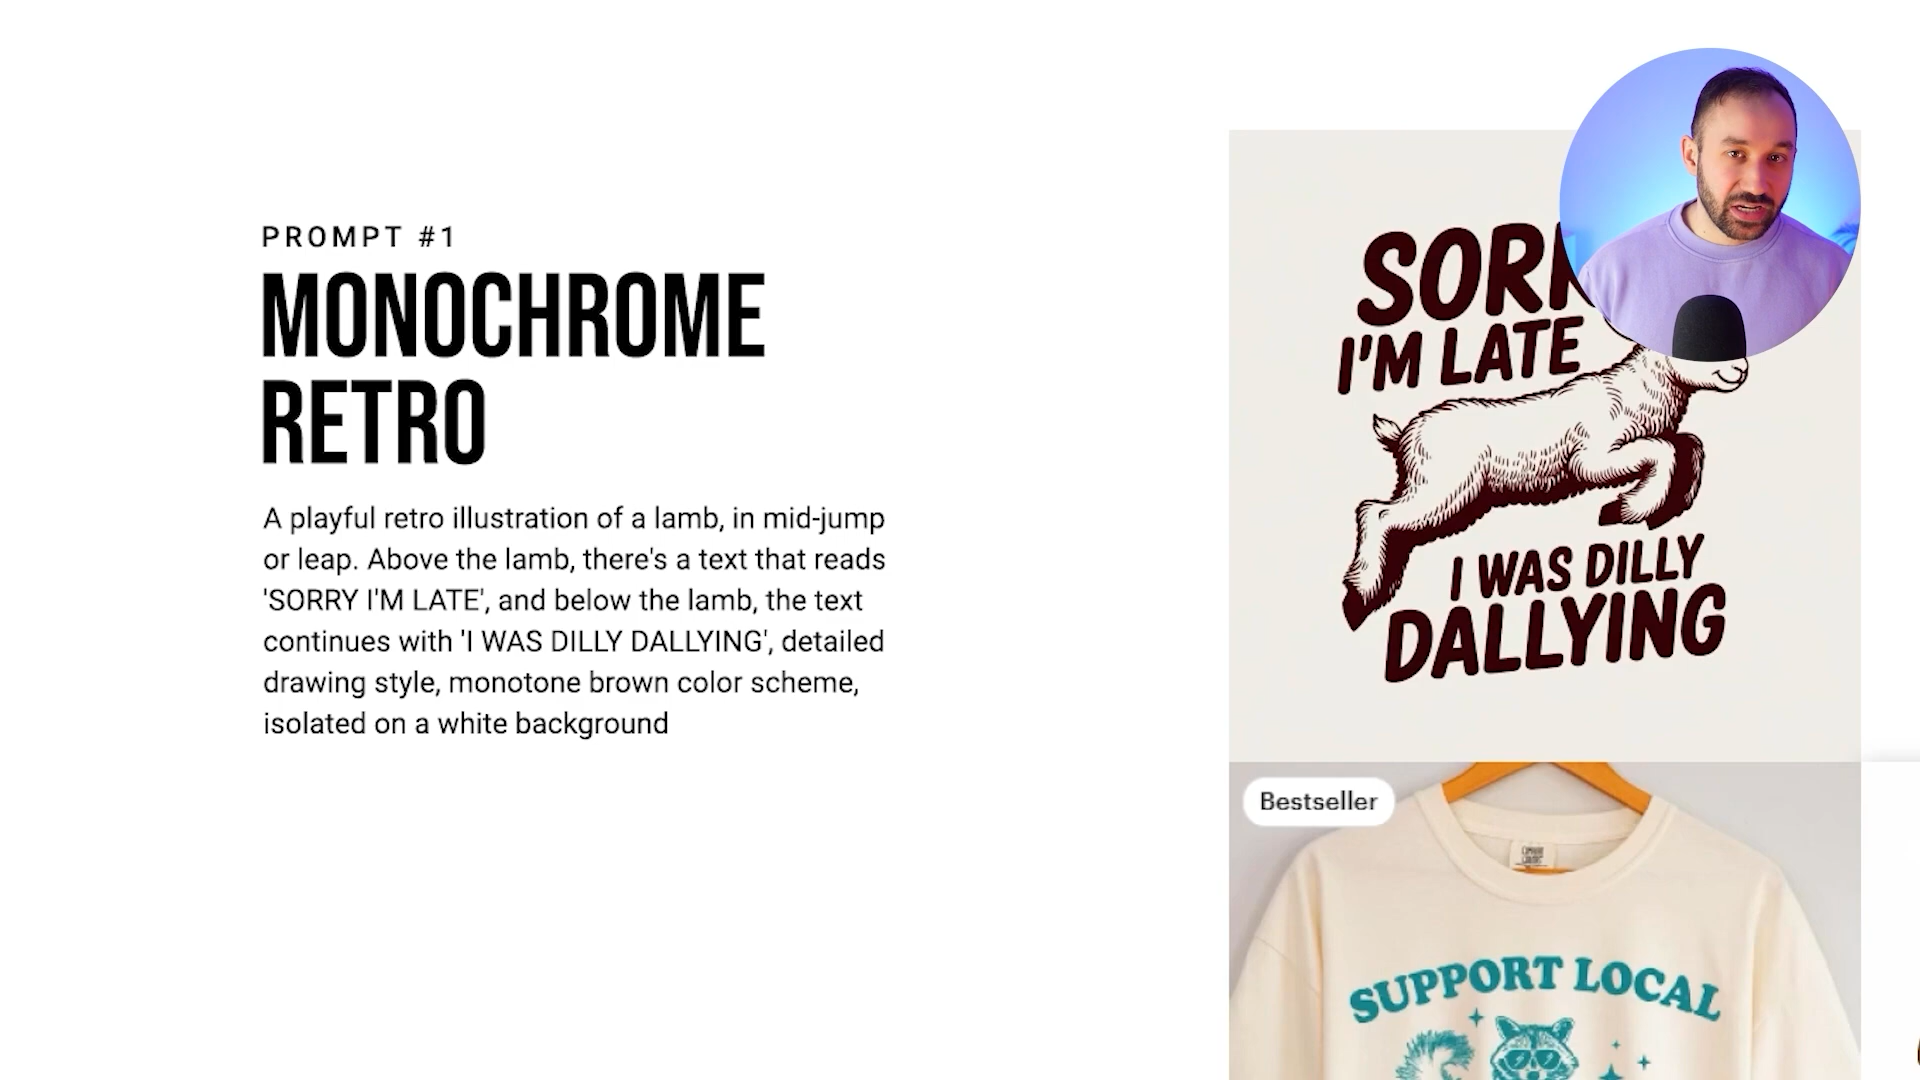 PROMPT #1
MONOCHROME
RETRO
A playful retro illustration of a lamb, in mid-jump
or leap. Above the lamb, there's a text that reads
'SORRY I'M LATE', and below the lamb, the text
continues with 'I WAS DILLY DALLYING', detailed
drawing style, monotone brown color scheme,
isolated on a white background
I'M LATE
I WAS DILLY
DALLYING
Bestseller
SUPPORT LOCAL